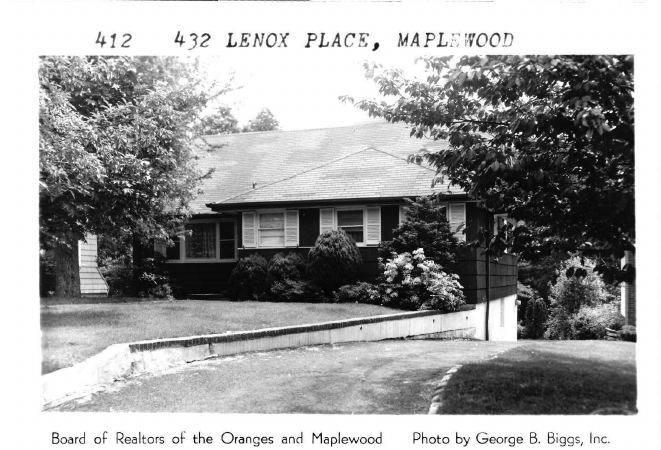 412 432 LENOX PLACE, MAPLEWOOD
Board of Realtors of the Oranges and Maplewood Photo by George B. Biggs, Inc.